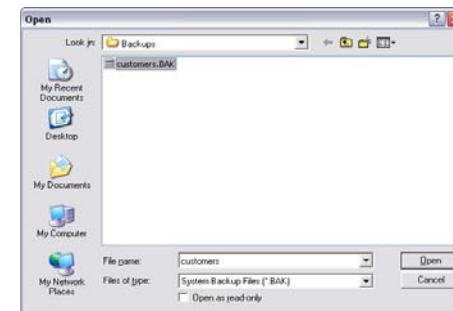 Open
Look in:
Backups
customers.BAK
My Recent
Documents
Desktop
My Documents
My Computer
My Network
Places
File name:
customers
Open
Files of type:
System Backup Files (*.BAK)
Cancel
Open as read-only